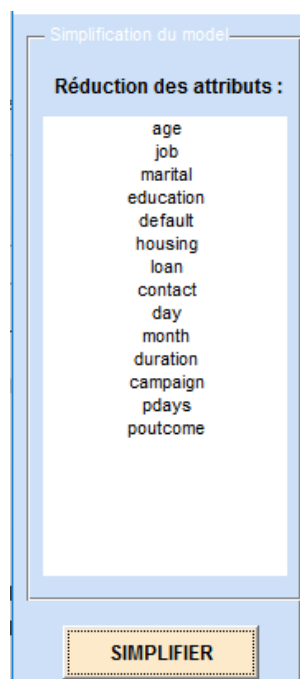 Simplification du model
Réduction des attributs :
age
job
marital
education
default
housing
loan
contact
day
month
duration
campaign
pdays
poutcome
SIMPLIFIER